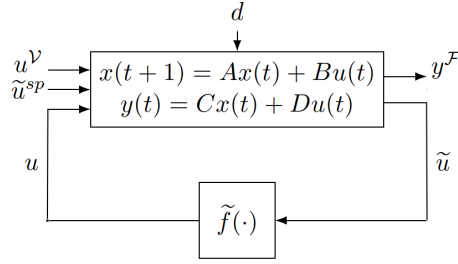 d
u^𝒱
ũ^{sp}
x(t + 1) = Ax(t) + Bu(t)
y(t) = Cx(t) + Du(t)
y^ℱ
u
ũ
f̃(·)